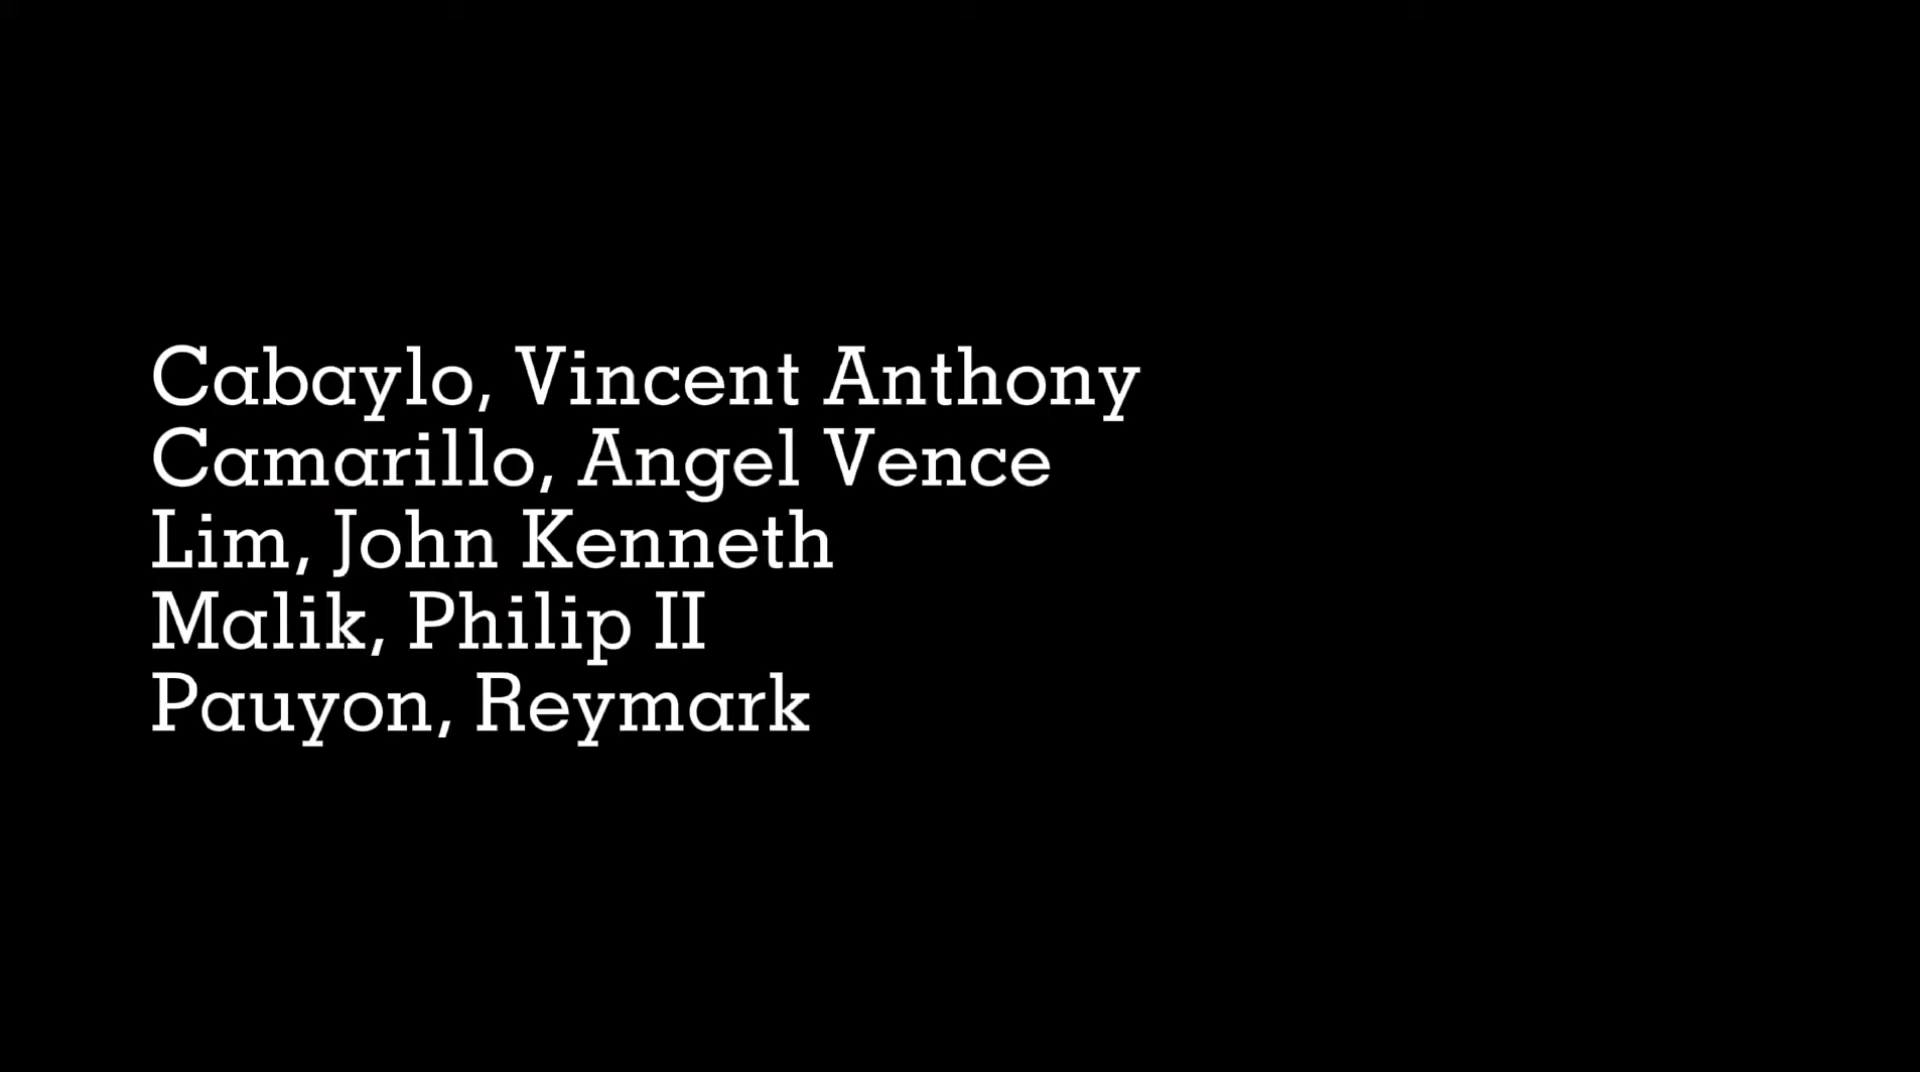 Cabaylo, Vincent Anthony
Camarillo, Angel Vence
Lim, John Kenneth
Malik, Philip II
Pauyon, Reymark